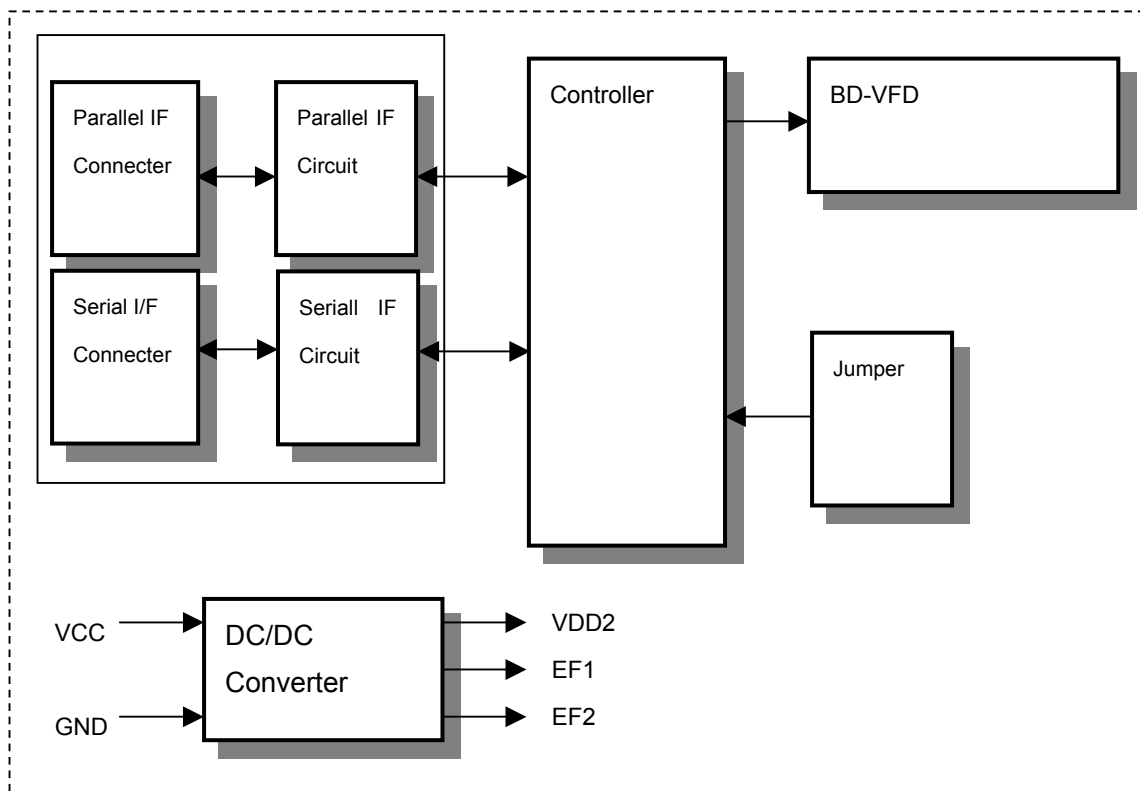 Parallel IF
Connecter
Parallel IF
Circuit
Controller
BD-VFD
Serial I/F
Connecter
Seriall IF
Circuit
Jumper
VCC
GND
DC/DC
Converter
VDD2
EF1
EF2